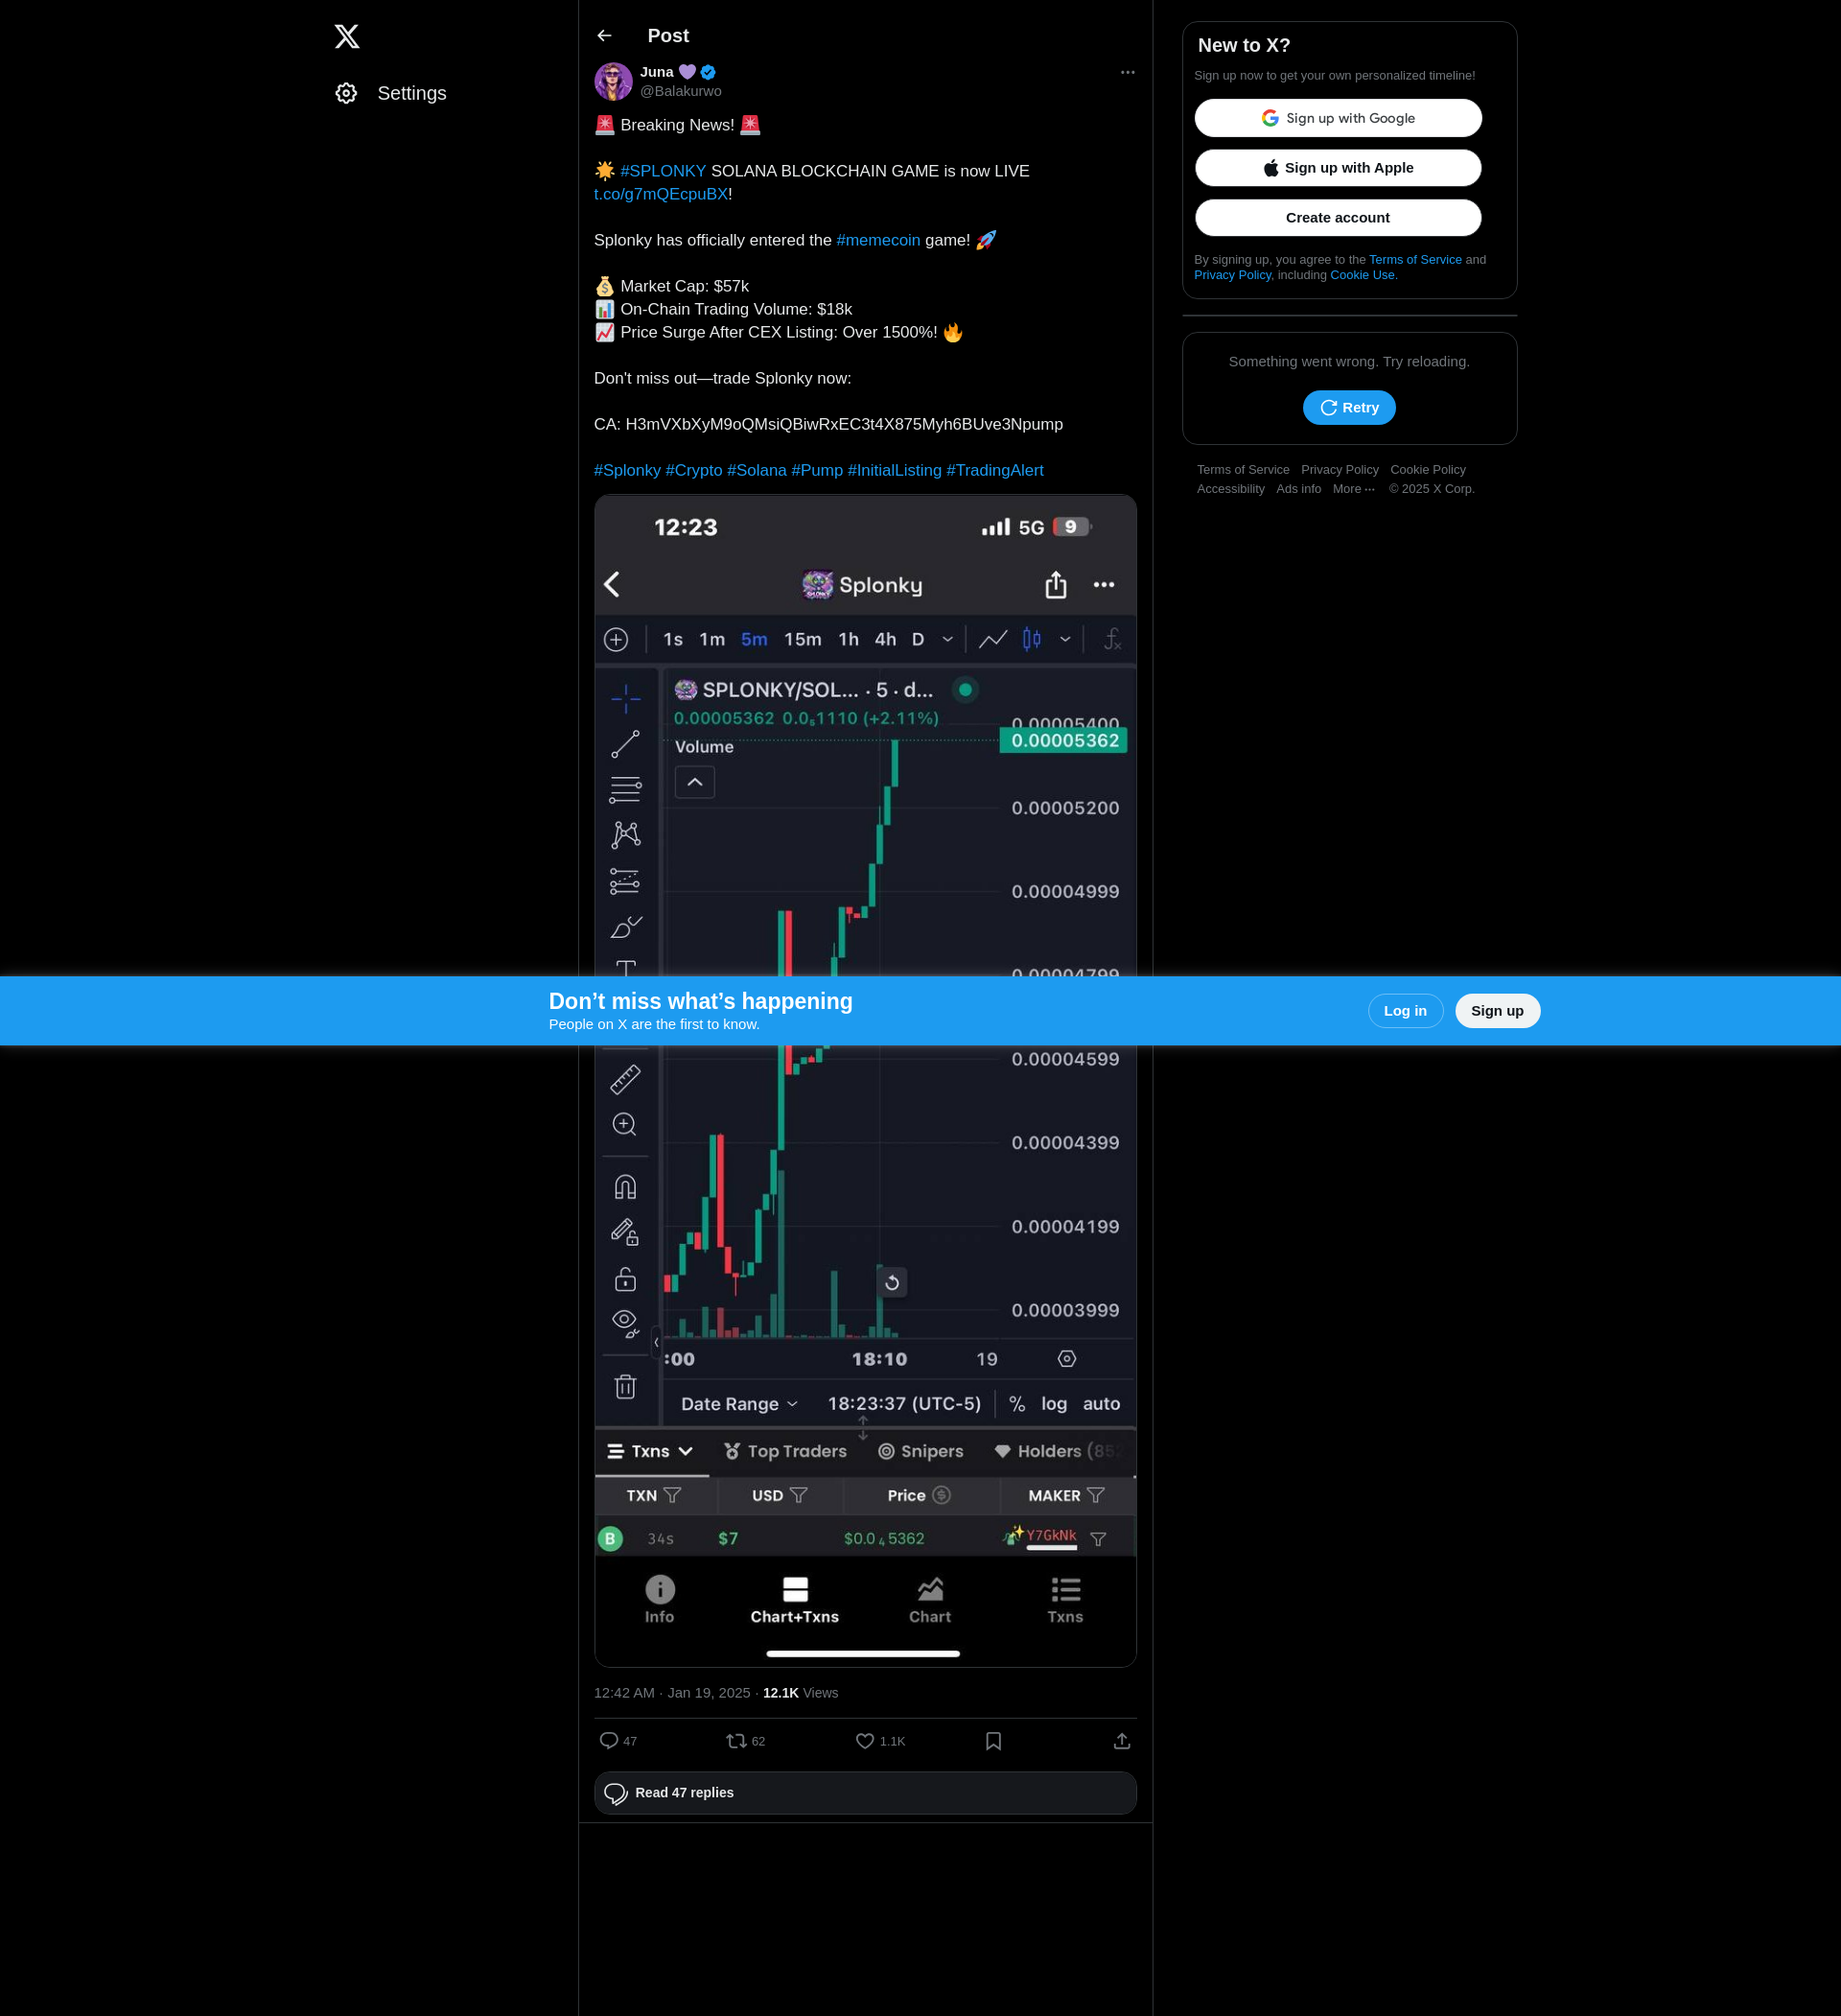 Settings
Post
Juna
@Balakurwo
Breaking News!
#SPLONKY SOLANA BLOCKCHAIN GAME is now LIVE
t.co/g7mQEcpuBX!
Splonky has officially entered the #memecoin game!
Market Cap: $57k
On-Chain Trading Volume: $18k
Price Surge After CEX Listing: Over 1500%!
Don't miss out—trade Splonky now:
CA: H3mVXbXyM9oQMsiQBiwRxEC3t4X875Myh6BUve3Npump
#Splonky #Crypto #Solana #Pump #InitialListing #TradingAlert
12:23
5G 9
Splonky
1s 1m 5m 15m 1h 4h D
SPLONKY/SOL... · 5 · d...
0.00005362 0.0₅1110 (+2.11%)
Volume
0.00005400
0.00005362
0.00005200
0.00004999
0.00004799
Don’t miss what’s happening
People on X are the first to know.
Log in
Sign up
0.00004599
0.00004399
0.00004199
0.00003999
:00 18:10 19
Date Range 18:23:37 (UTC-5) % log auto
Txns Top Traders Snipers Holders (852
TXN USD Price MAKER
B 34s $7 $0.0₄5362 Y7GkNk
Info Chart+Txns Chart Txns
12:42 AM · Jan 19, 2025 · 12.1K Views
47 62 1.1K
Read 47 replies
New to X?
Sign up now to get your own personalized timeline!
Sign up with Google
Sign up with Apple
Create account
By signing up, you agree to the Terms of Service and
Privacy Policy, including Cookie Use.
Something went wrong. Try reloading.
Retry
Terms of Service Privacy Policy Cookie Policy
Accessibility Ads info More ··· © 2025 X Corp.